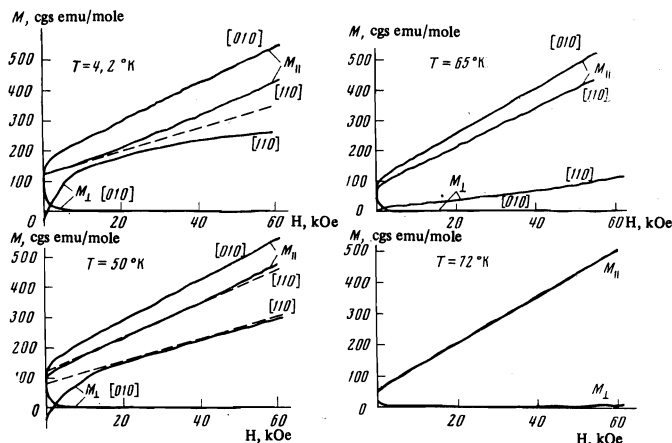 M, cgs emu/mole
500
400
300
200
100
0
T = 4,2 °K
[010]
M∥
[110]
[110]
M⊥ [010]
20
40
60 H, kOe
M, cgs emu/mole
500
400
300
200
100
0
T = 65 °K
[010]
M∥
[110]
M⊥
[110]
[010]
20
40
60 H, kOe
M, cgs emu/mole
500
400
300
200
100
0
T = 50 °K
[010]
M∥
[110]
[110]
M⊥ [010]
20
40
60
H, kOe
M, cgs emu/mole
500
400
300
200
100
0
T = 72 °K
M∥
M⊥
20
40
60
H, kOe